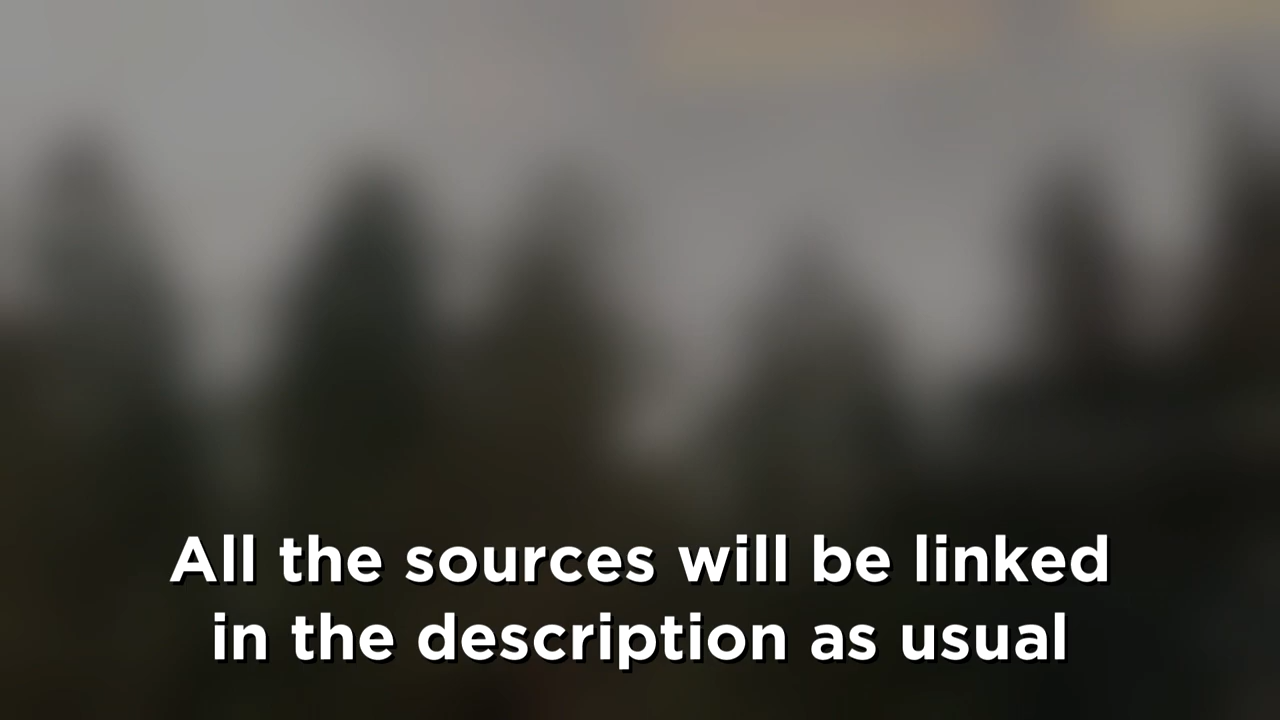 All the sources will be linked
in the description as usual